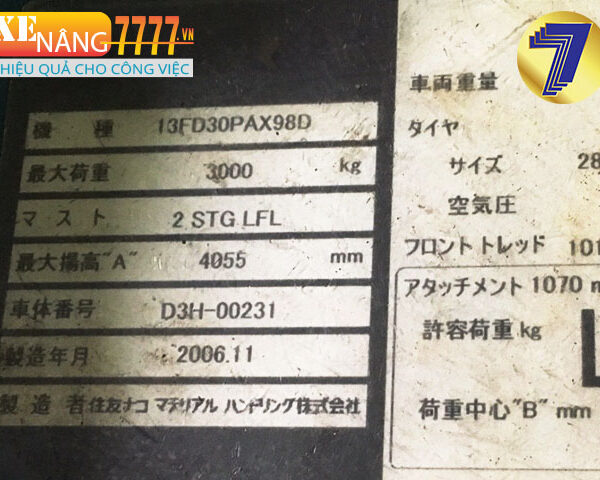 XE
NÂNG7777.VN
HIỆU QUẢ CHO CÔNG VIỆC
7
機種 13FD30PAX98D
最大荷重 3000 kg
マスト 2 STG LFL
最大揚高"A" 4055 mm
車体番号 D3H-00231
製造年月 2006.11
製造者 住友ナコ マテリアル ハンドリング株式会社
車両重量
タイヤ
サイズ 28
空気圧
フロントトレッド 101
アタッチメント 1070 m
許容荷重 kg
荷重中心"B" mm